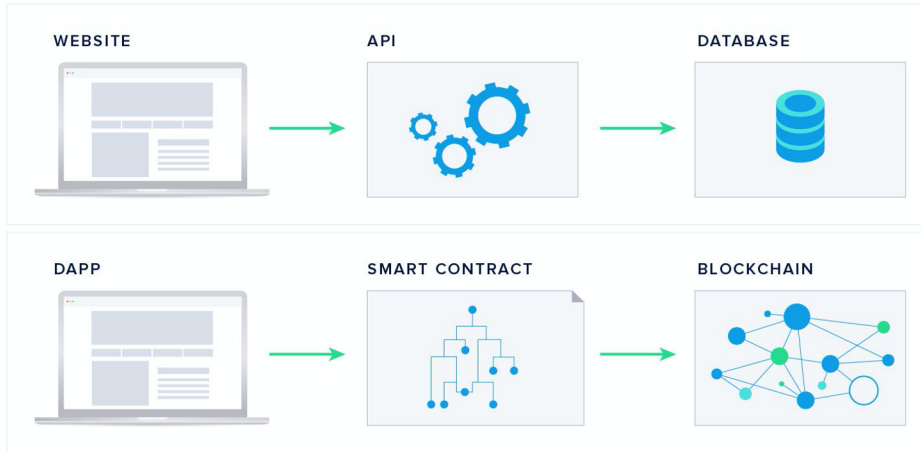 WEBSITE
API
DATABASE
DAPP
SMART CONTRACT
BLOCKCHAIN